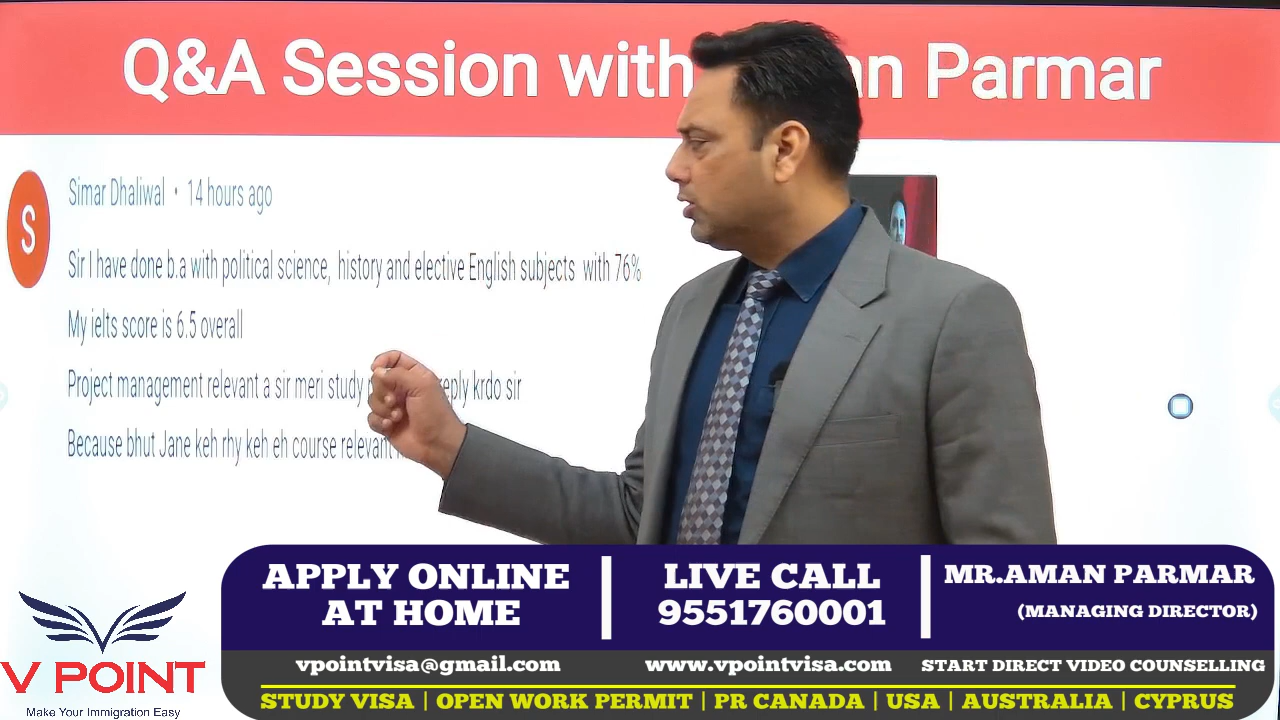 Q&A Session with an Parmar
S
Simar Dhaliwal • 14 hours ago
Sir I have done b.a with political science, history and elective English subjects with 76%
My ielts score is 6.5 overall
Project management relevant a sir meri study reply krdo sir
Because bhut Jane keh rhy keh eh course relevant
APPLY ONLINE
AT HOME
LIVE CALL
9551760001
MR.AMAN PARMAR
(MANAGING DIRECTOR)
V POINT
Make Your Immigration Easy
vpointvisa@gmail.com
www.vpointvisa.com
START DIRECT VIDEO COUNSELLING
STUDY VISA | OPEN WORK PERMIT | PR CANADA | USA | AUSTRALIA | CYPRUS